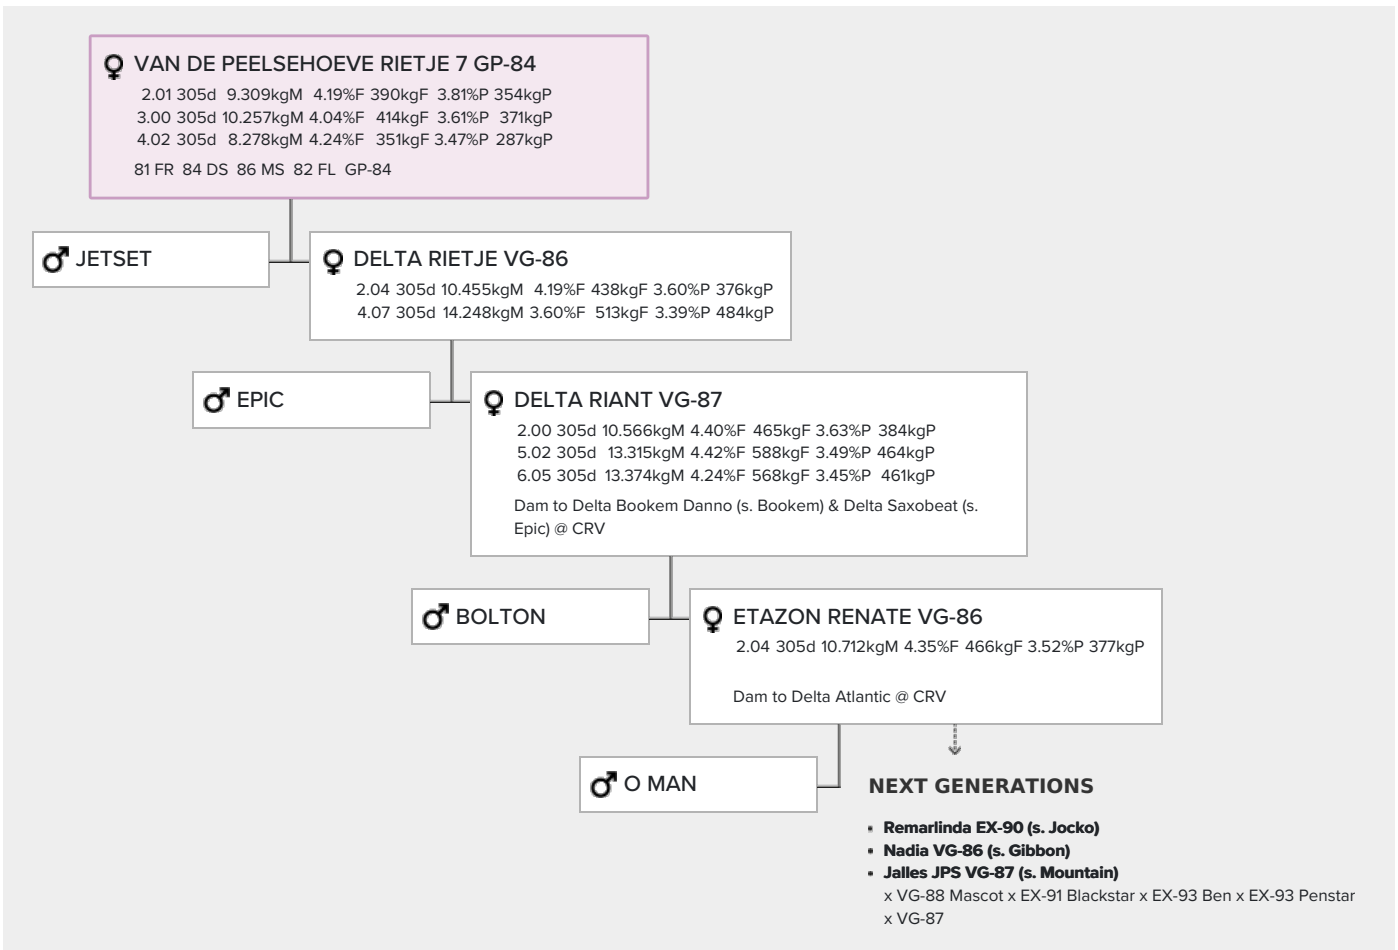 VAN DE PEELSEHOEVE RIETJE 7 GP-84
2.01 305d 9.309kgM 4.19%F 390kgF 3.81%P 354kgP
3.00 305d 10.257kgM 4.04%F 414kgF 3.61%P 371kgP
4.02 305d 8.278kgM 4.24%F 351kgF 3.47%P 287kgP
81 FR 84 DS 86 MS 82 FL GP-84
JETSET
DELTA RIETJE VG-86
2.04 305d 10.455kgM 4.19%F 438kgF 3.60%P 376kgP
4.07 305d 14.248kgM 3.60%F 513kgF 3.39%P 484kgP
EPIC
DELTA RIANT VG-87
2.00 305d 10.566kgM 4.40%F 465kgF 3.63%P 384kgP
5.02 305d 13.315kgM 4.42%F 588kgF 3.49%P 464kgP
6.05 305d 13.374kgM 4.24%F 568kgF 3.45%P 461kgP
Dam to Delta Bookem Danno (s. Bookem) & Delta Saxobeat (s.
Epic) @ CRV
BOLTON
ETAZON RENATE VG-86
2.04 305d 10.712kgM 4.35%F 466kgF 3.52%P 377kgP
Dam to Delta Atlantic @ CRV
O MAN
NEXT GENERATIONS
• Remarlinda EX-90 (s. Jocko)
• Nadia VG-86 (s. Gibbon)
• Jalles JPS VG-87 (s. Mountain)
x VG-88 Mascot x EX-91 Blackstar x EX-93 Ben x EX-93 Penstar
x VG-87